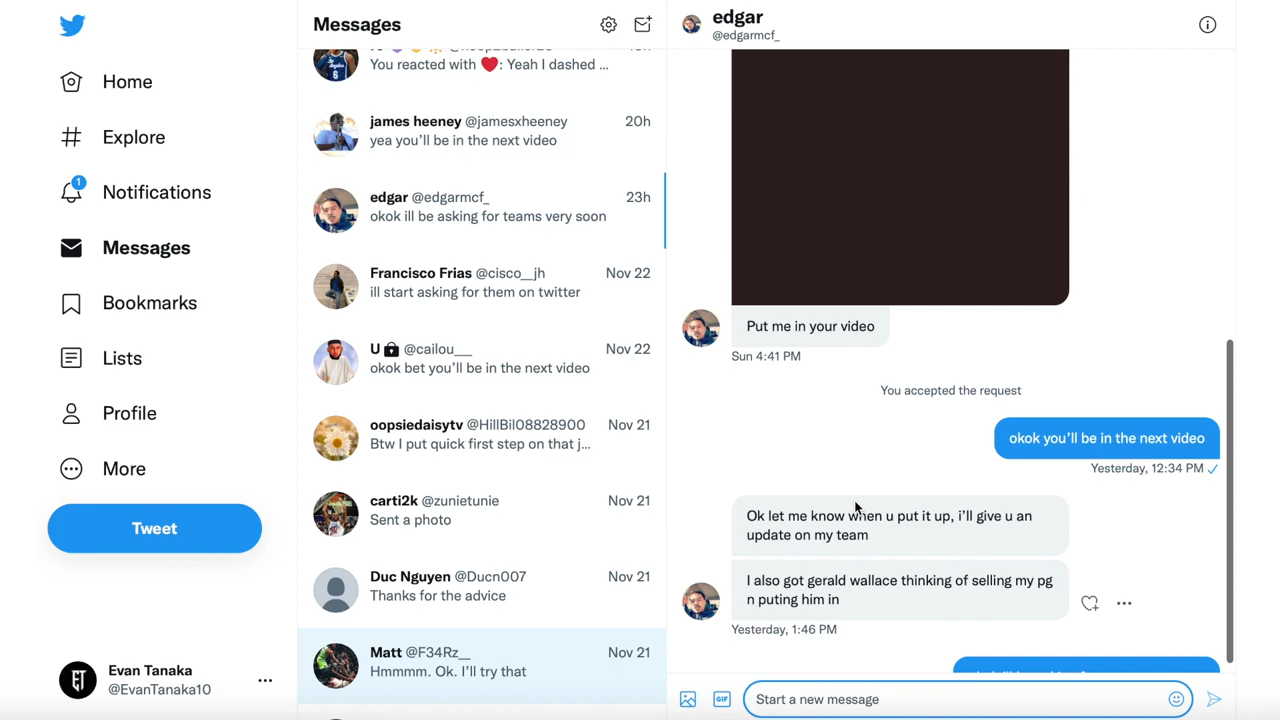 Home
Explore
1
Notifications
Messages
Bookmarks
Lists
Profile
More
Tweet
Evan Tanaka
@EvanTanaka10
Messages
You reacted with ❤️: Yeah I dashed ...
james heeney @jamesxheeney 20h
yea you'll be in the next video
edgar @edgarmcf_ 23h
okok ill be asking for teams very soon
Francisco Frias @cisco__jh Nov 22
ill start asking for them on twitter
U @cailou___ Nov 22
okok bet you'll be in the next video
oopsiedaisytv @HillBil08828900 Nov 21
Btw I put quick first step on that j...
carti2k @zunietunie Nov 21
Sent a photo
Duc Nguyen @Ducn007 Nov 21
Thanks for the advice
Matt @F34Rz__ Nov 21
Hmmmm. Ok. I'll try that
edgar
@edgarmcf_
Put me in your video
Sun 4:41 PM
You accepted the request
okok you'll be in the next video
Yesterday, 12:34 PM
Ok let me know when u put it up, i'll give u an
update on my team
I also got gerald wallace thinking of selling my pg
n puting him in
Yesterday, 1:46 PM
GIF
Start a new message